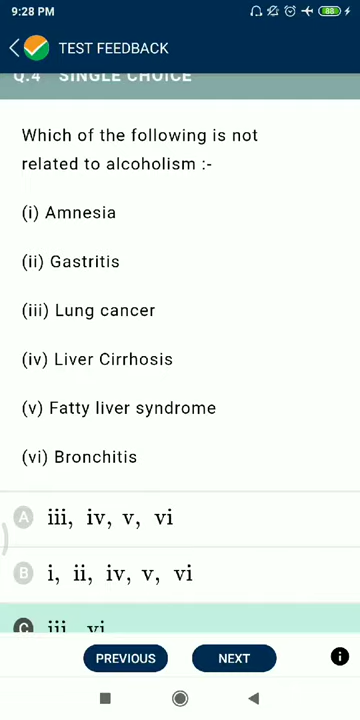 9:28 PM
88
TEST FEEDBACK
Q.4 SINGLE CHOICE
Which of the following is not
related to alcoholism :-
(i) Amnesia
(ii) Gastritis
(iii) Lung cancer
(iv) Liver Cirrhosis
(v) Fatty liver syndrome
(vi) Bronchitis
A iii, iv, v, vi
B i, ii, iv, v, vi
C iii, vi
PREVIOUS NEXT